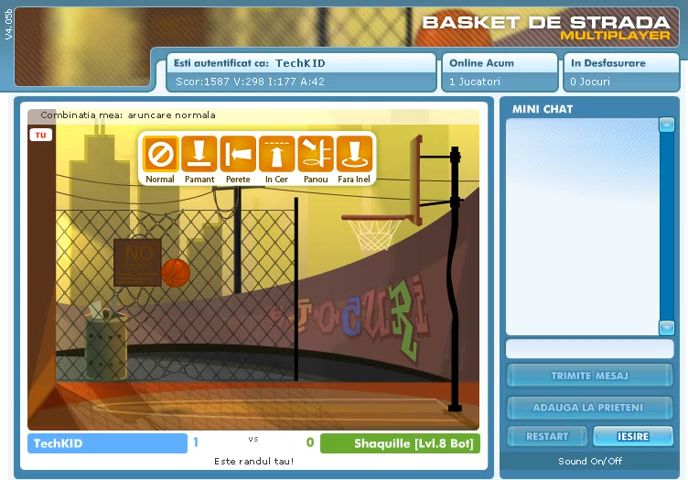 V4.05b
BASKET DE STRADA
MULTIPLAYER
Esti autentificat ca: TechKID
Scor:1587 V:298 I:177 A:42
Online Acum
1 Jucatori
In Desfasurare
0 Jocuri
Combinatia mea: aruncare normala
TU
Normal
Pamant
Perete
In Cer
Panou
Fara Inel
NO
JOCURI
TechKID 1 vs 0 Shaquille [Lvl.8 Bot]
Este randul tau!
MINI CHAT
TRIMITE MESAJ
ADAUGA LA PRIETENI
RESTART
IESIRE
Sound On/Off